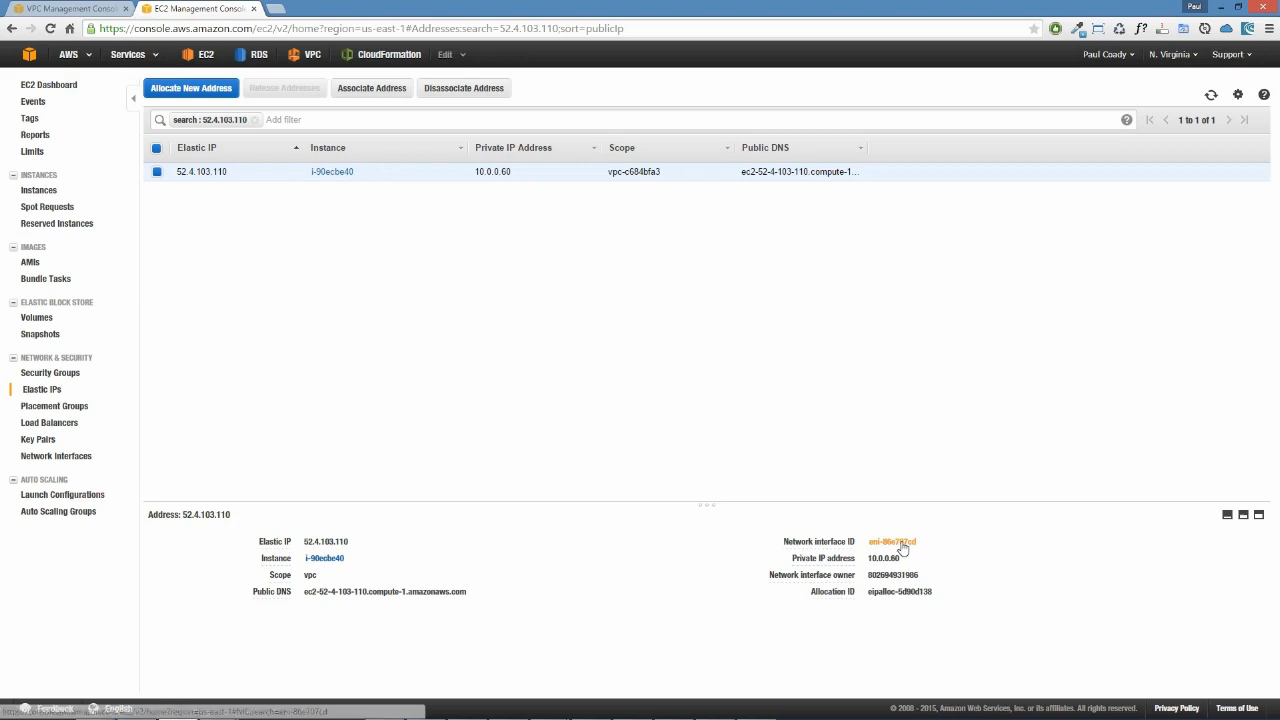 VPC Management Consol
EC2 Management Consol
Paul
https://console.aws.amazon.com/ec2/v2/home?region=us-east-1#Addresses:search=52.4.103.110;sort=publicIp
AWS Services EC2 RDS VPC CloudFormation Edit Paul Coady N. Virginia Support
EC2 Dashboard
Events
Tags
Reports
Limits
INSTANCES
Instances
Spot Requests
Reserved Instances
IMAGES
AMIs
Bundle Tasks
ELASTIC BLOCK STORE
Volumes
Snapshots
NETWORK & SECURITY
Security Groups
Elastic IPs
Placement Groups
Load Balancers
Key Pairs
Network Interfaces
AUTO SCALING
Launch Configurations
Auto Scaling Groups
Allocate New Address Release Addresses Associate Address Disassociate Address
search : 52.4.103.110 Add filter 1 to 1 of 1
Elastic IP Instance Private IP Address Scope Public DNS
52.4.103.110 i-90ecbe40 10.0.0.60 vpc-c684bfa3 ec2-52-4-103-110.compute-1...
Address: 52.4.103.110
Elastic IP 52.4.103.110
Instance i-90ecbe40
Scope vpc
Public DNS ec2-52-4-103-110.compute-1.amazonaws.com
Network interface ID eni-86e707cd
Private IP address 10.0.0.60
Network interface owner 802694931986
Allocation ID eipalloc-5d90d138
Feedback English
© 2008 - 2015, Amazon Web Services, Inc. or its affiliates. All rights reserved. Privacy Policy Terms of Use